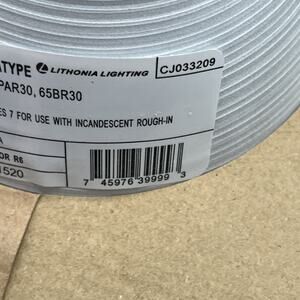 ATYPE LITHONIA LIGHTING CJ033209
PAR30, 65BR30
ES 7 FOR USE WITH INCANDESCENT ROUGH-IN
A
OR R6
1520
7 45976 39999 3